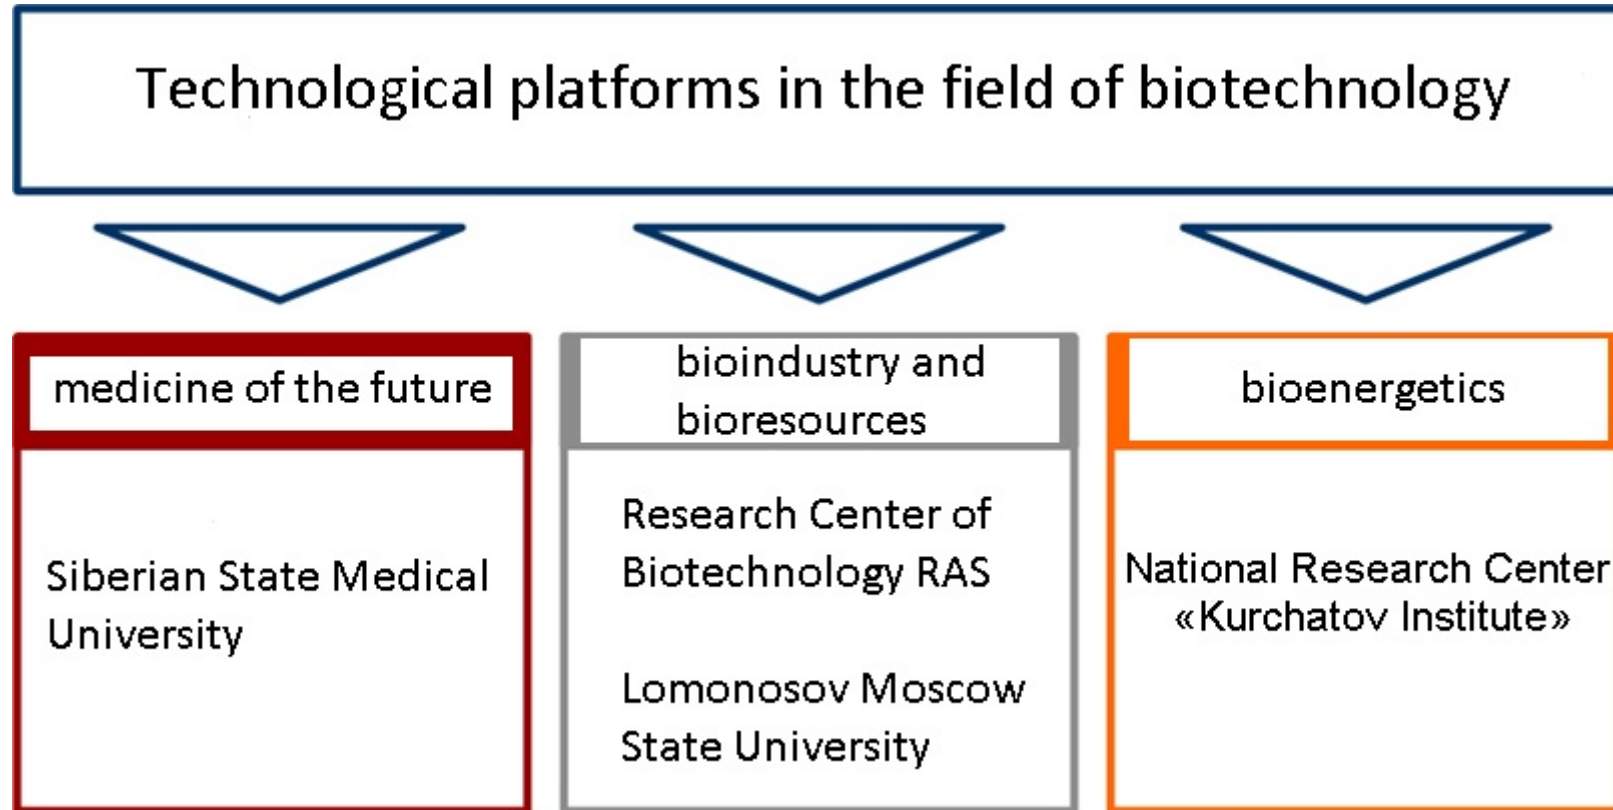 Technological platforms in the field of biotechnology
medicine of the future
Siberian State Medical
University
bioindustry and
bioresources
Research Center of
Biotechnology RAS
Lomonosov Moscow
State University
bioenergetics
National Research Center
«Kurchatov Institute»